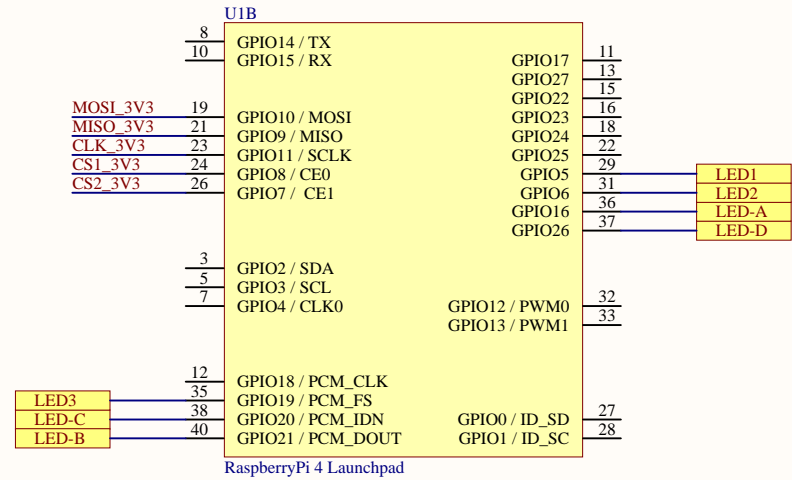 U1B
8 GPIO14 / TX
10 GPIO15 / RX
GPIO17 11
GPIO27 13
GPIO22 15
MOSI_3V3 19 GPIO10 / MOSI GPIO23 16
MISO_3V3 21 GPIO9 / MISO GPIO24 18
CLK_3V3 23 GPIO11 / SCLK GPIO25 22
CS1_3V3 24 GPIO8 / CE0 GPIO5 29 LED1
CS2_3V3 26 GPIO7 / CE1 GPIO6 31 LED2
GPIO16 36 LED-A
GPIO26 37 LED-D
3 GPIO2 / SDA
5 GPIO3 / SCL
7 GPIO4 / CLK0 GPIO12 / PWM0 32
GPIO13 / PWM1 33
12 GPIO18 / PCM_CLK
LED3 35 GPIO19 / PCM_FS
LED-C 38 GPIO20 / PCM_IDN GPIO0 / ID_SD 27
LED-B 40 GPIO21 / PCM_DOUT GPIO1 / ID_SC 28
RaspberryPi 4 Launchpad